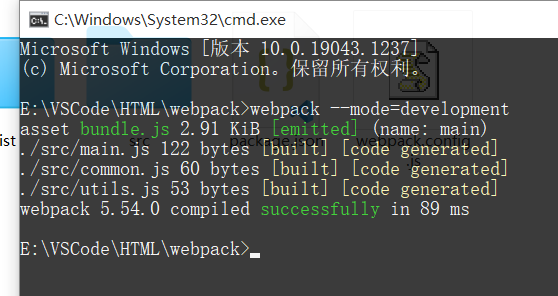 C:\Windows\System32\cmd.exe
Microsoft Windows [版本 10.0.19043.1237]
(c) Microsoft Corporation。保留所有权利。
E:\VSCode\HTML\webpack>webpack --mode=development
asset bundle.js 2.91 KiB [emitted] (name: main)
./src/main.js 122 bytes [built] [code generated]
./src/common.js 60 bytes [built] [code generated]
./src/utils.js 53 bytes [built] [code generated]
webpack 5.54.0 compiled successfully in 89 ms
E:\VSCode\HTML\webpack>